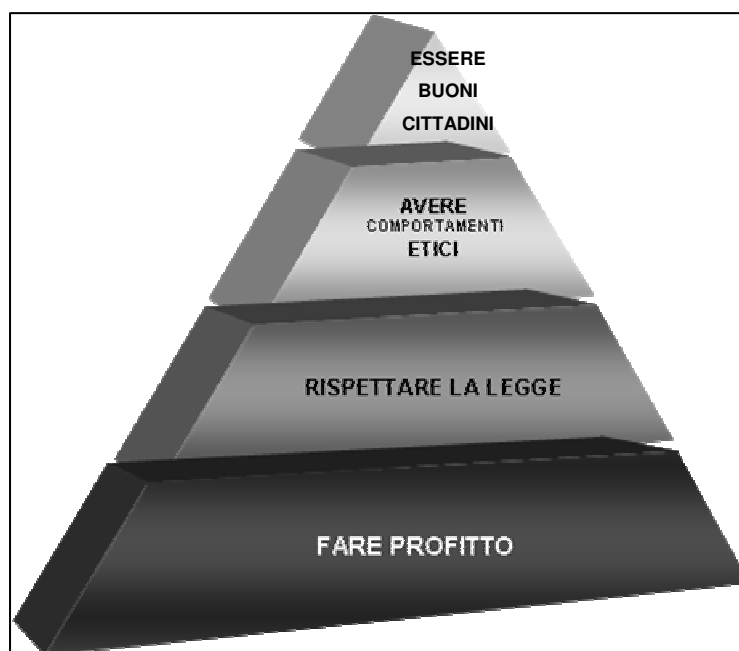 ESSERE
BUONI
CITTADINI
AVERE
COMPORTAMENTI
ETICI
RISPETTARE LA LEGGE
FARE PROFITTO